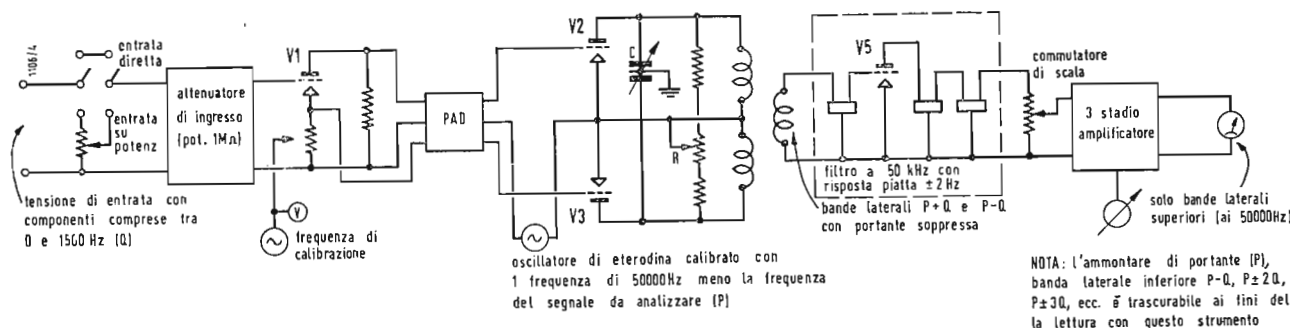 1106/4
entrata
diretta
entrata
su
potenz
tensione di entrata con
componenti comprese tra
0 e 1500 Hz (Q)
attenuatore
di ingresso
(pot. 1MΩ)
V1
V
frequenza di
calibrazione
PAD
V2
V3
C
R
oscillatore di eterodina calibrato con
1 frequenza di 50000Hz meno la frequenza
del segnale da analizzare (P)
V5
filtro a 50 kHz con
risposta piatta ±2Hz
bande laterali P+Q e P-Q
con portante soppressa
commutatore
di scala
3 stadio
amplificatore
solo bande laterali
superiori (ai 50000Hz)
NOTA: l'ammontare di portante (P),
banda laterale inferiore P-Q, P±2Q,
P±3Q, ecc. è trascurabile ai fini del
la lettura con questo strumento